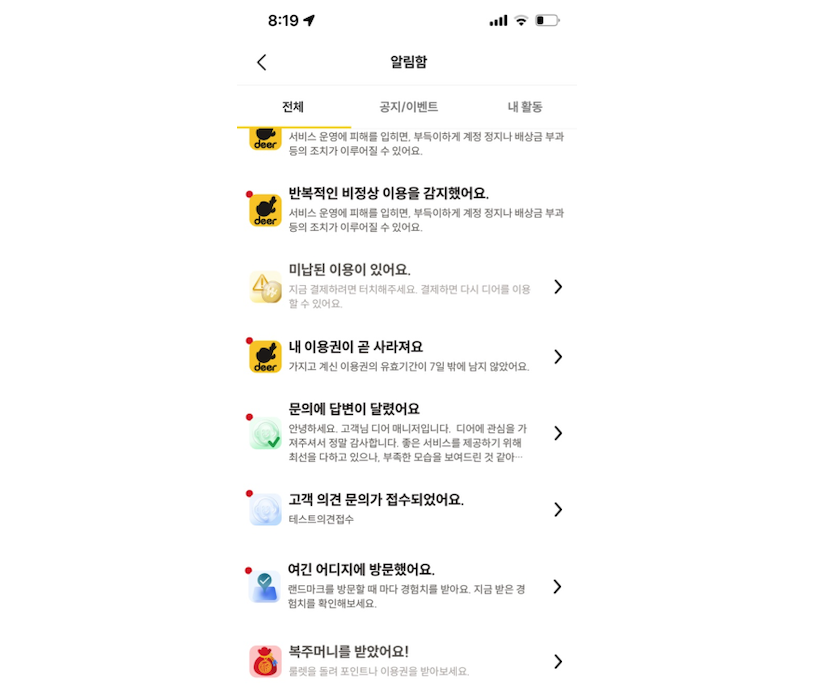 8:19
알림함
전체 공지/이벤트 내 활동
서비스 운영에 피해를 입히면, 부득이하게 계정 정지나 배상금 부과
등의 조치가 이루어질 수 있어요.
deer
반복적인 비정상 이용을 감지했어요.
서비스 운영에 피해를 입히면, 부득이하게 계정 정지나 배상금 부과
등의 조치가 이루어질 수 있어요.
deer
미납된 이용이 있어요.
지금 결제하려면 터치해주세요. 결제하면 다시 디어를 이용
할 수 있어요.
내 이용권이 곧 사라져요
가지고 계신 이용권의 유효기간이 7일 밖에 남지 않았어요.
deer
문의에 답변이 달렸어요
안녕하세요. 고객님 디어 매니저입니다. 디어에 관심을 가
져주셔서 정말 감사합니다. 좋은 서비스를 제공하기 위해
최선을 다하고 있으나, 부족한 모습을 보여드린 것 같아…
고객 의견 문의가 접수되었어요.
테스트의견접수
여긴 어디지에 방문했어요.
랜드마크를 방문할 때 마다 경험치를 받아요. 지금 받은 경
험치를 확인해보세요.
복주머니를 받았어요!
룰렛을 돌려 포인트나 이용권을 받아보세요.